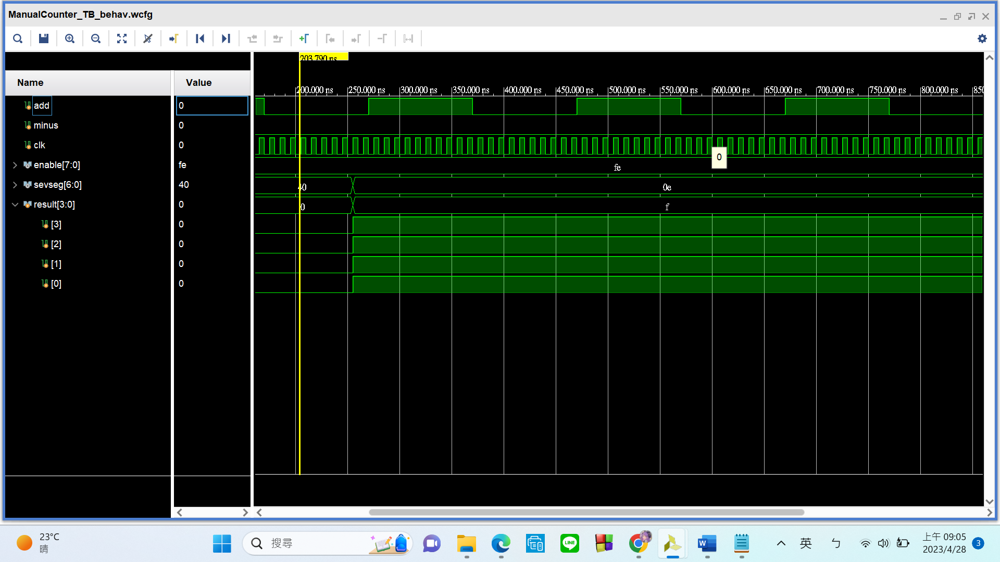 ManualCounter_TB_behav.wcfg
203.790 ns
Name Value
200.000 ns 250.000 ns 300.000 ns 350.000 ns 400.000 ns 450.000 ns 500.000 ns 550.000 ns 600.000 ns 650.000 ns 700.000 ns 750.000 ns 800.000 ns 850
add 0
minus 0
clk 0
0
enable[7:0] fe fe
sevseg[6:0] 40 40 0e
result[3:0] 0 0 f
[3] 0
[2] 0
[1] 0
[0] 0
23°C
晴
搜尋
LINE
W
英
ㄅ
上午 09:05
2023/4/28
3